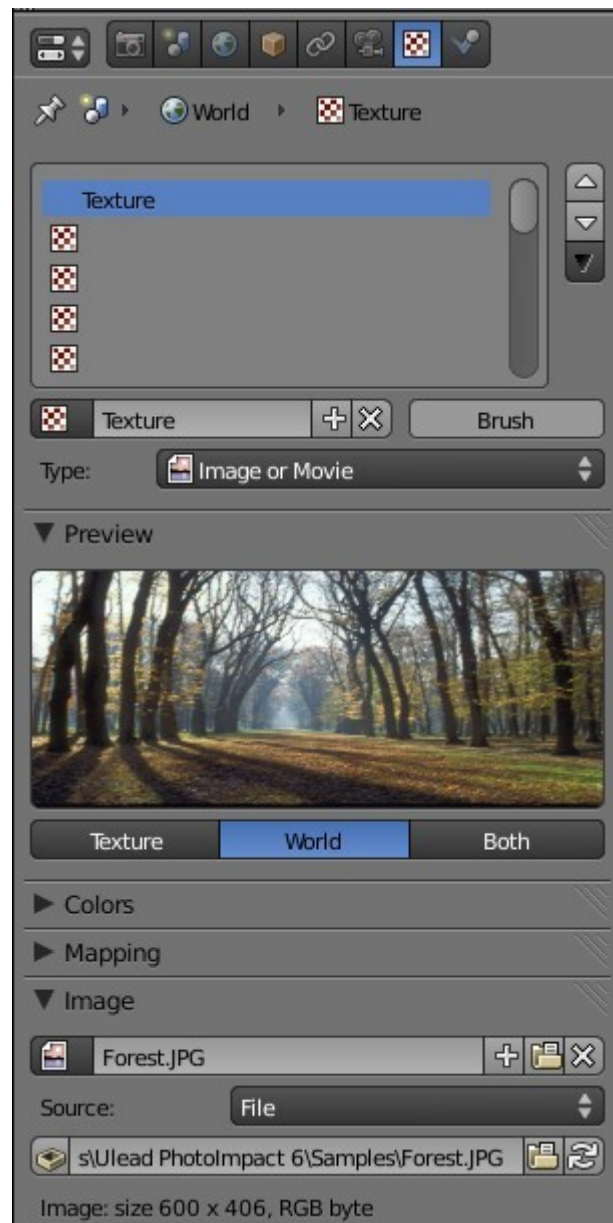 World Texture
Texture
Texture Brush
Type: Image or Movie
Preview
Texture World Both
Colors
Mapping
Image
Forest.JPG
Source: File
s\Ulead PhotoImpact 6\Samples\Forest.JPG
Image: size 600 x 406, RGB byte